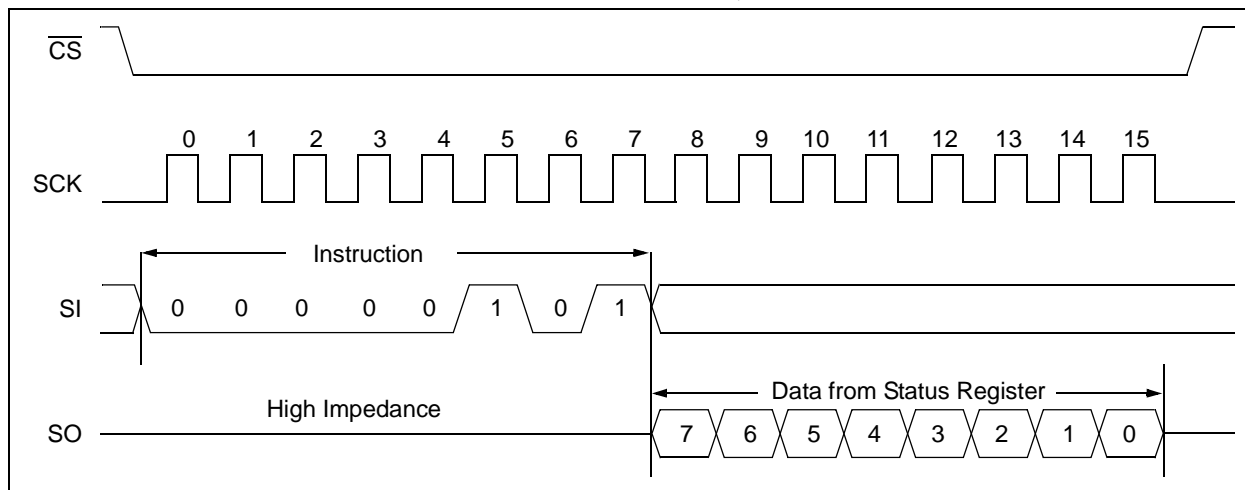 CS
0 1 2 3 4 5 6 7 8 9 10 11 12 13 14 15
SCK
Instruction
SI 0 0 0 0 0 1 0 1
Data from Status Register
High Impedance
SO 7 6 5 4 3 2 1 0